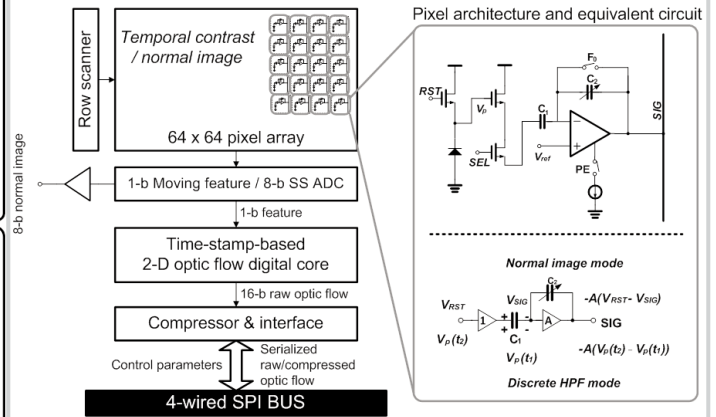 Pixel architecture and equivalent circuit
Row scanner
Temporal contrast
/ normal image
64 x 64 pixel array
8-b normal image
1-b Moving feature / 8-b SS ADC
1-b feature
Time-stamp-based
2-D optic flow digital core
16-b raw optic flow
Compressor & interface
Control parameters
Serialized
raw/compressed
optic flow
4-wired SPI BUS
F₀
C₂
RST
Vp
C₁
SIG
SEL
Vref
PE
Normal image mode
C₂
VRST
VSIG
-A(VRST - VSIG)
1
A
SIG
C₁
Vp(t₂)
Vp(t₁)
-A(Vp(t₂) - Vp(t₁))
Discrete HPF mode